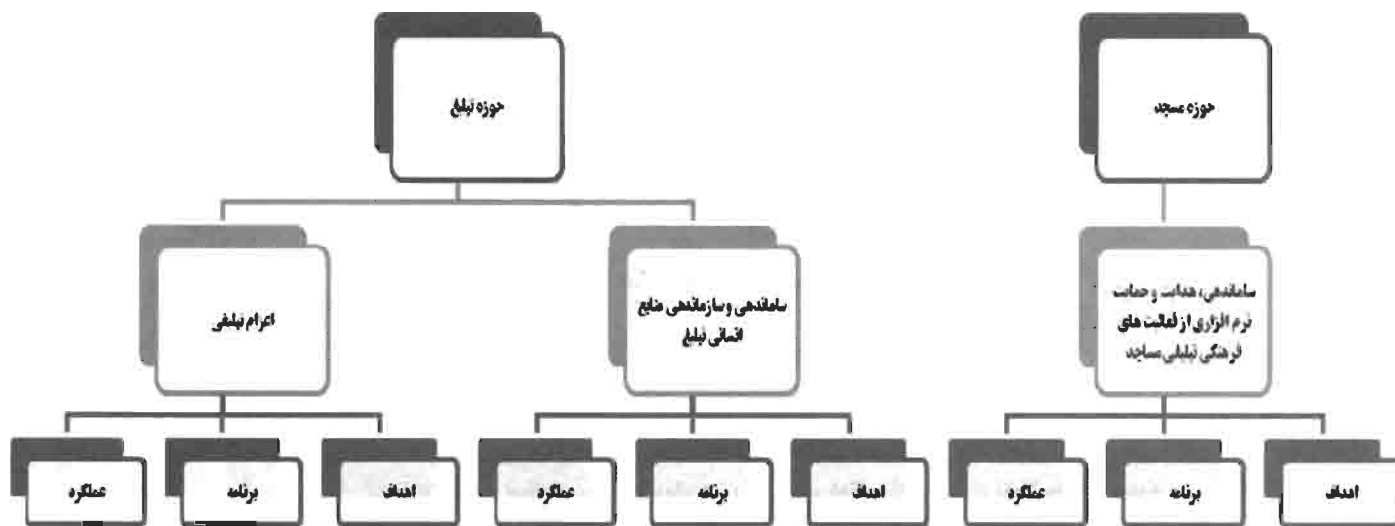 حوزه مسجد
حوزه تبلیغ
ساماندهی، هدایت و حمایت
نرم افزاری از فعالیت های
فرهنگی تبلیغی مساجد
ساماندهی و سازماندهی منابع
انسانی تبلیغ
اعزام تبلیغی
اهداف
برنامه
عملکرد
اهداف
برنامه
عملکرد
اهداف
برنامه
عملکرد